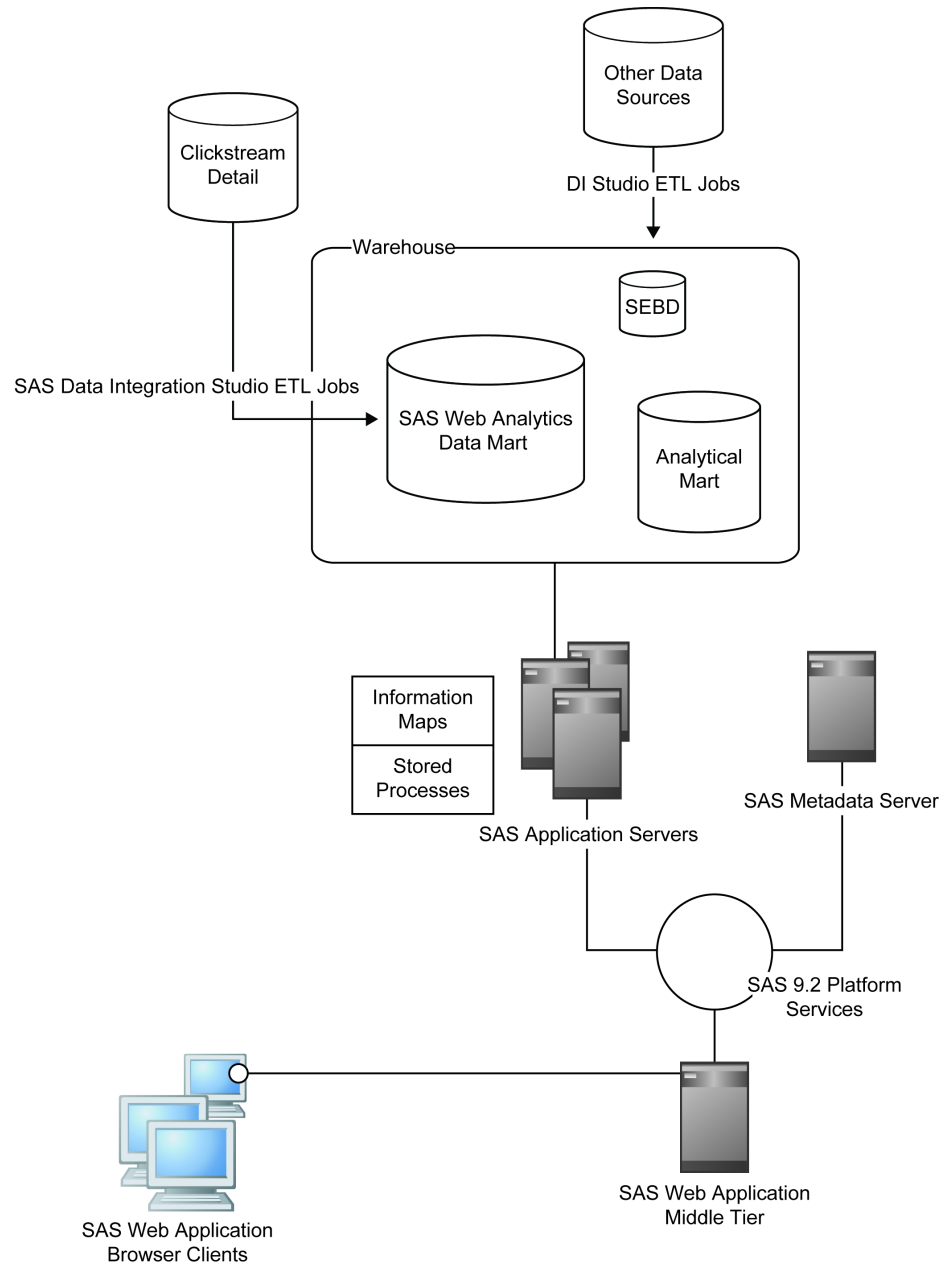 Other Data
Sources
Clickstream
Detail
DI Studio ETL Jobs
Warehouse
SEBD
SAS Data Integration Studio ETL Jobs
SAS Web Analytics
Data Mart
Analytical
Mart
Information
Maps
Stored
Processes
SAS Application Servers
SAS Metadata Server
SAS 9.2 Platform
Services
SAS Web Application
Middle Tier
SAS Web Application
Browser Clients